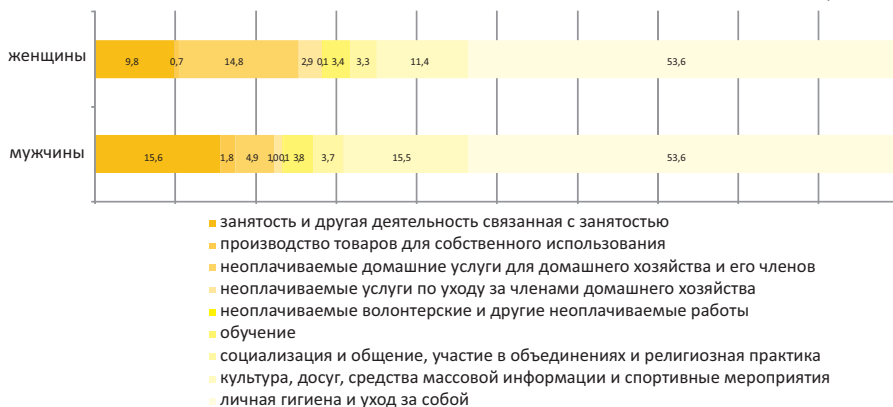 женщины
9,8 0,7 14,8 2,9 0,1 3,4 3,3 11,4 53,6
мужчины
15,6 1,8 4,9 1,0 0,1 3,8 3,7 15,5 53,6
занятость и другая деятельность связанная с занятостью
производство товаров для собственного использования
неоплачиваемые домашние услуги для домашнего хозяйства и его членов
неоплачиваемые услуги по уходу за членами домашнего хозяйства
неоплачиваемые волонтерские и другие неоплачиваемые работы
обучение
социализация и общение, участие в объединениях и религиозная практика
культура, досуг, средства массовой информации и спортивные мероприятия
личная гигиена и уход за собой